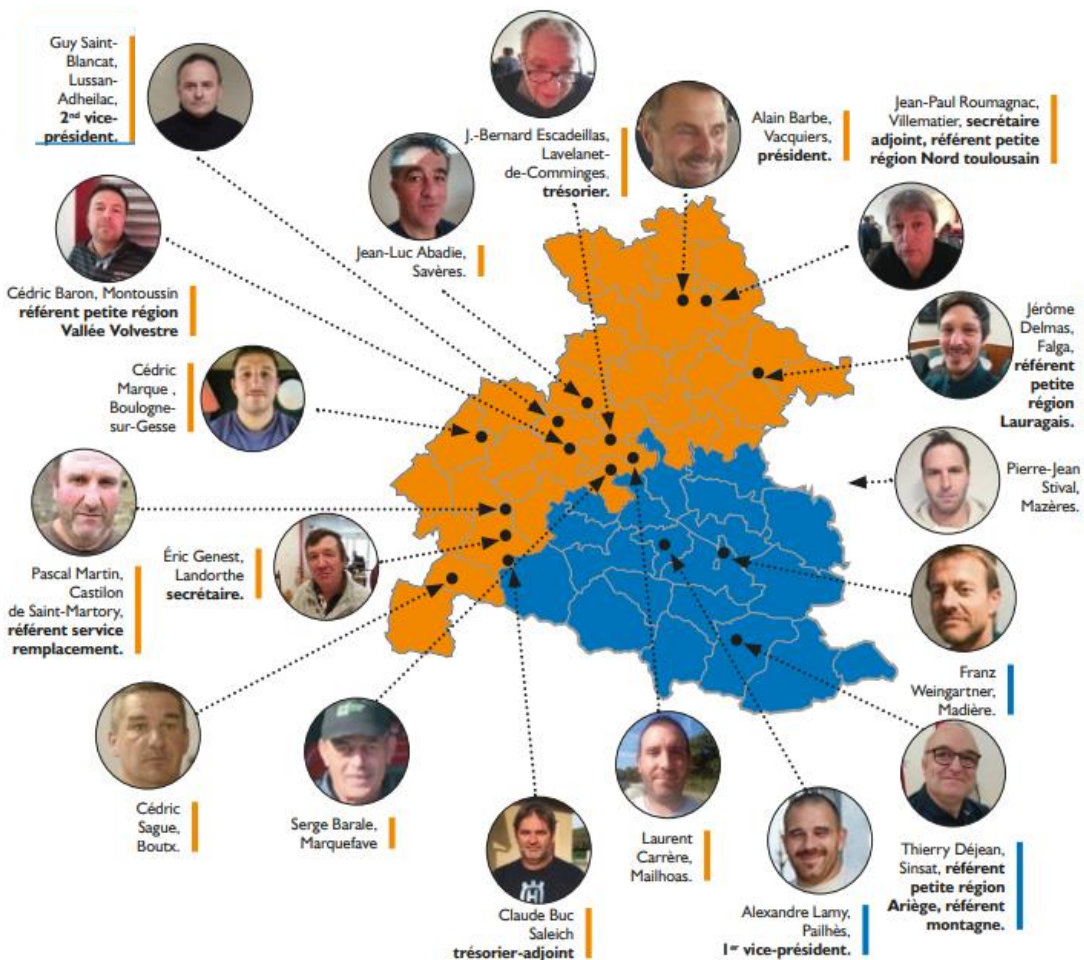 Guy Saint-
Blancat,
Lussan-
Adheilac,
2nd vice-
président.
J.-Bernard Escadeillas,
Lavelanet-
de-Comminges,
trésorier.
Alain Barbe,
Vacquiers,
président.
Jean-Paul Roumagnac,
Villematier, secrétaire
adjoint, référent petite
région Nord toulousain
Jean-Luc Abadie,
Savères.
Cédric Baron, Montoussin
référent petite région
Vallée Volvestre
Jérôme
Delmas,
Falga,
référent
petite
région
Lauragais.
Cédric
Marque ,
Boulogne-
sur-Gesse
Pierre-Jean
Stival,
Mazères.
Pascal Martin,
Castilon
de Saint-Martory,
référent service
remplacement.
Éric Genest,
Landorthe
secrétaire.
Franz
Weingartner,
Madière.
Cédric
Sague,
Boutx.
Serge Barale,
Marquefave
Claude Buc
Saleich
trésorier-adjoint
Laurent
Carrère,
Mailhoas.
Alexandre Lamy,
Pailhès,
1er vice-président.
Thierry Déjean,
Sinsat, référent
petite région
Ariège, référent
montagne.